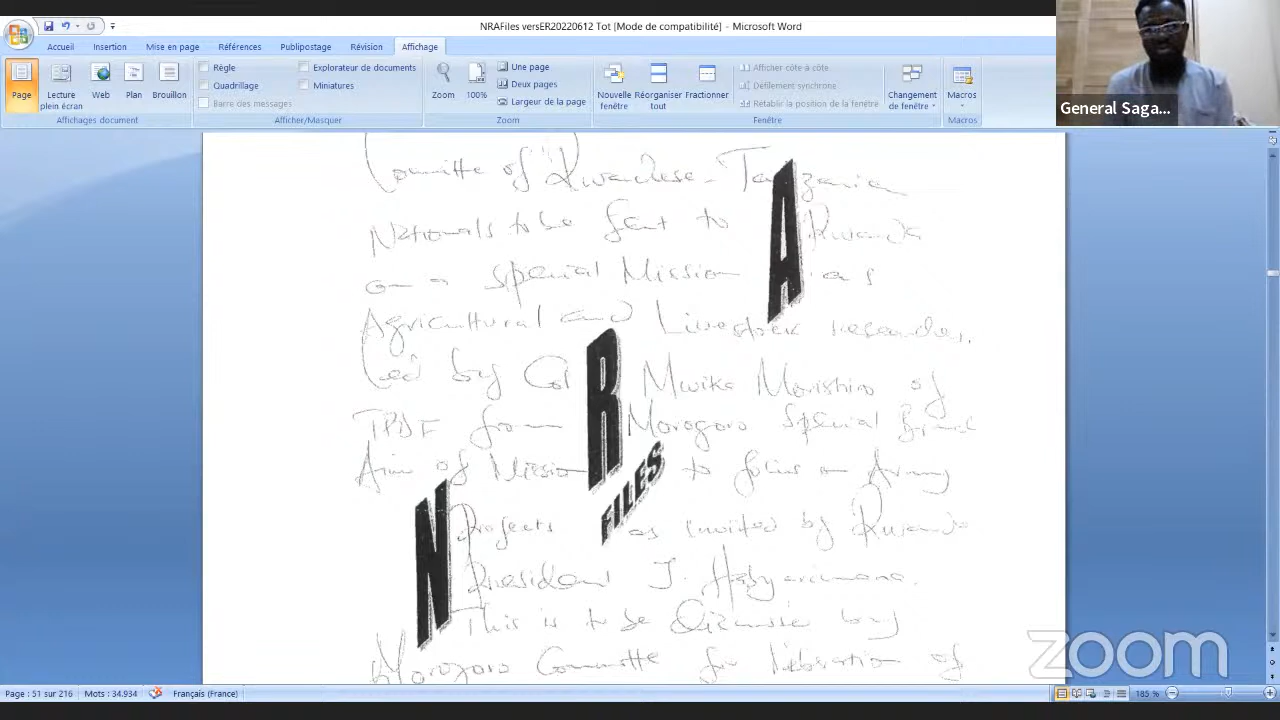 NRAFiles versER20220612 Tot [Mode de compatibilité] - Microsoft Word
Accueil Insertion Mise en page Références Publipostage Révision Affichage
Page
Lecture plein écran
Web
Plan
Brouillon
Affichages document
Règle
Quadrillage
Barre des messages
Explorateur de documents
Miniatures
Afficher/Masquer
Zoom
100%
Une page
Deux pages
Largeur de la page
Zoom
Nouvelle fenêtre
Réorganiser tout
Fractionner
Afficher côte à côte
Défilement synchrone
Rétablir la position de la fenêtre
Changement de fenêtre
Fenêtre
Macros
Macros
General Saga...
Committe of Rwandese - Tanzania
Nationals to be sent to Rwanda
on a special Mission as
Agricultural and Livestock
Led by Col Mwika of
TPDF from Morogoro Special
Aim of Mission to focus on Army
Projects as invited by Rwanda
President J. Habyarimana.
This is to be by
Morogoro Committe for liberation of
N R A
FILES
zoom
Page : 51 sur 216 Mots : 34.934 Français (France) 185 %